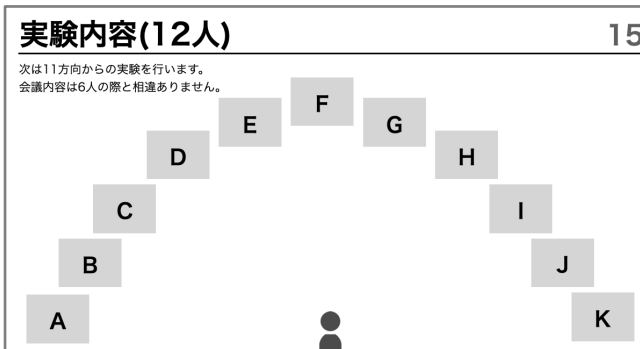 実験内容(12人)
15
次は11方向からの実験を行います。
会議内容は6人の際と相違ありません。
F
E
G
D
H
C
I
B
J
A
K